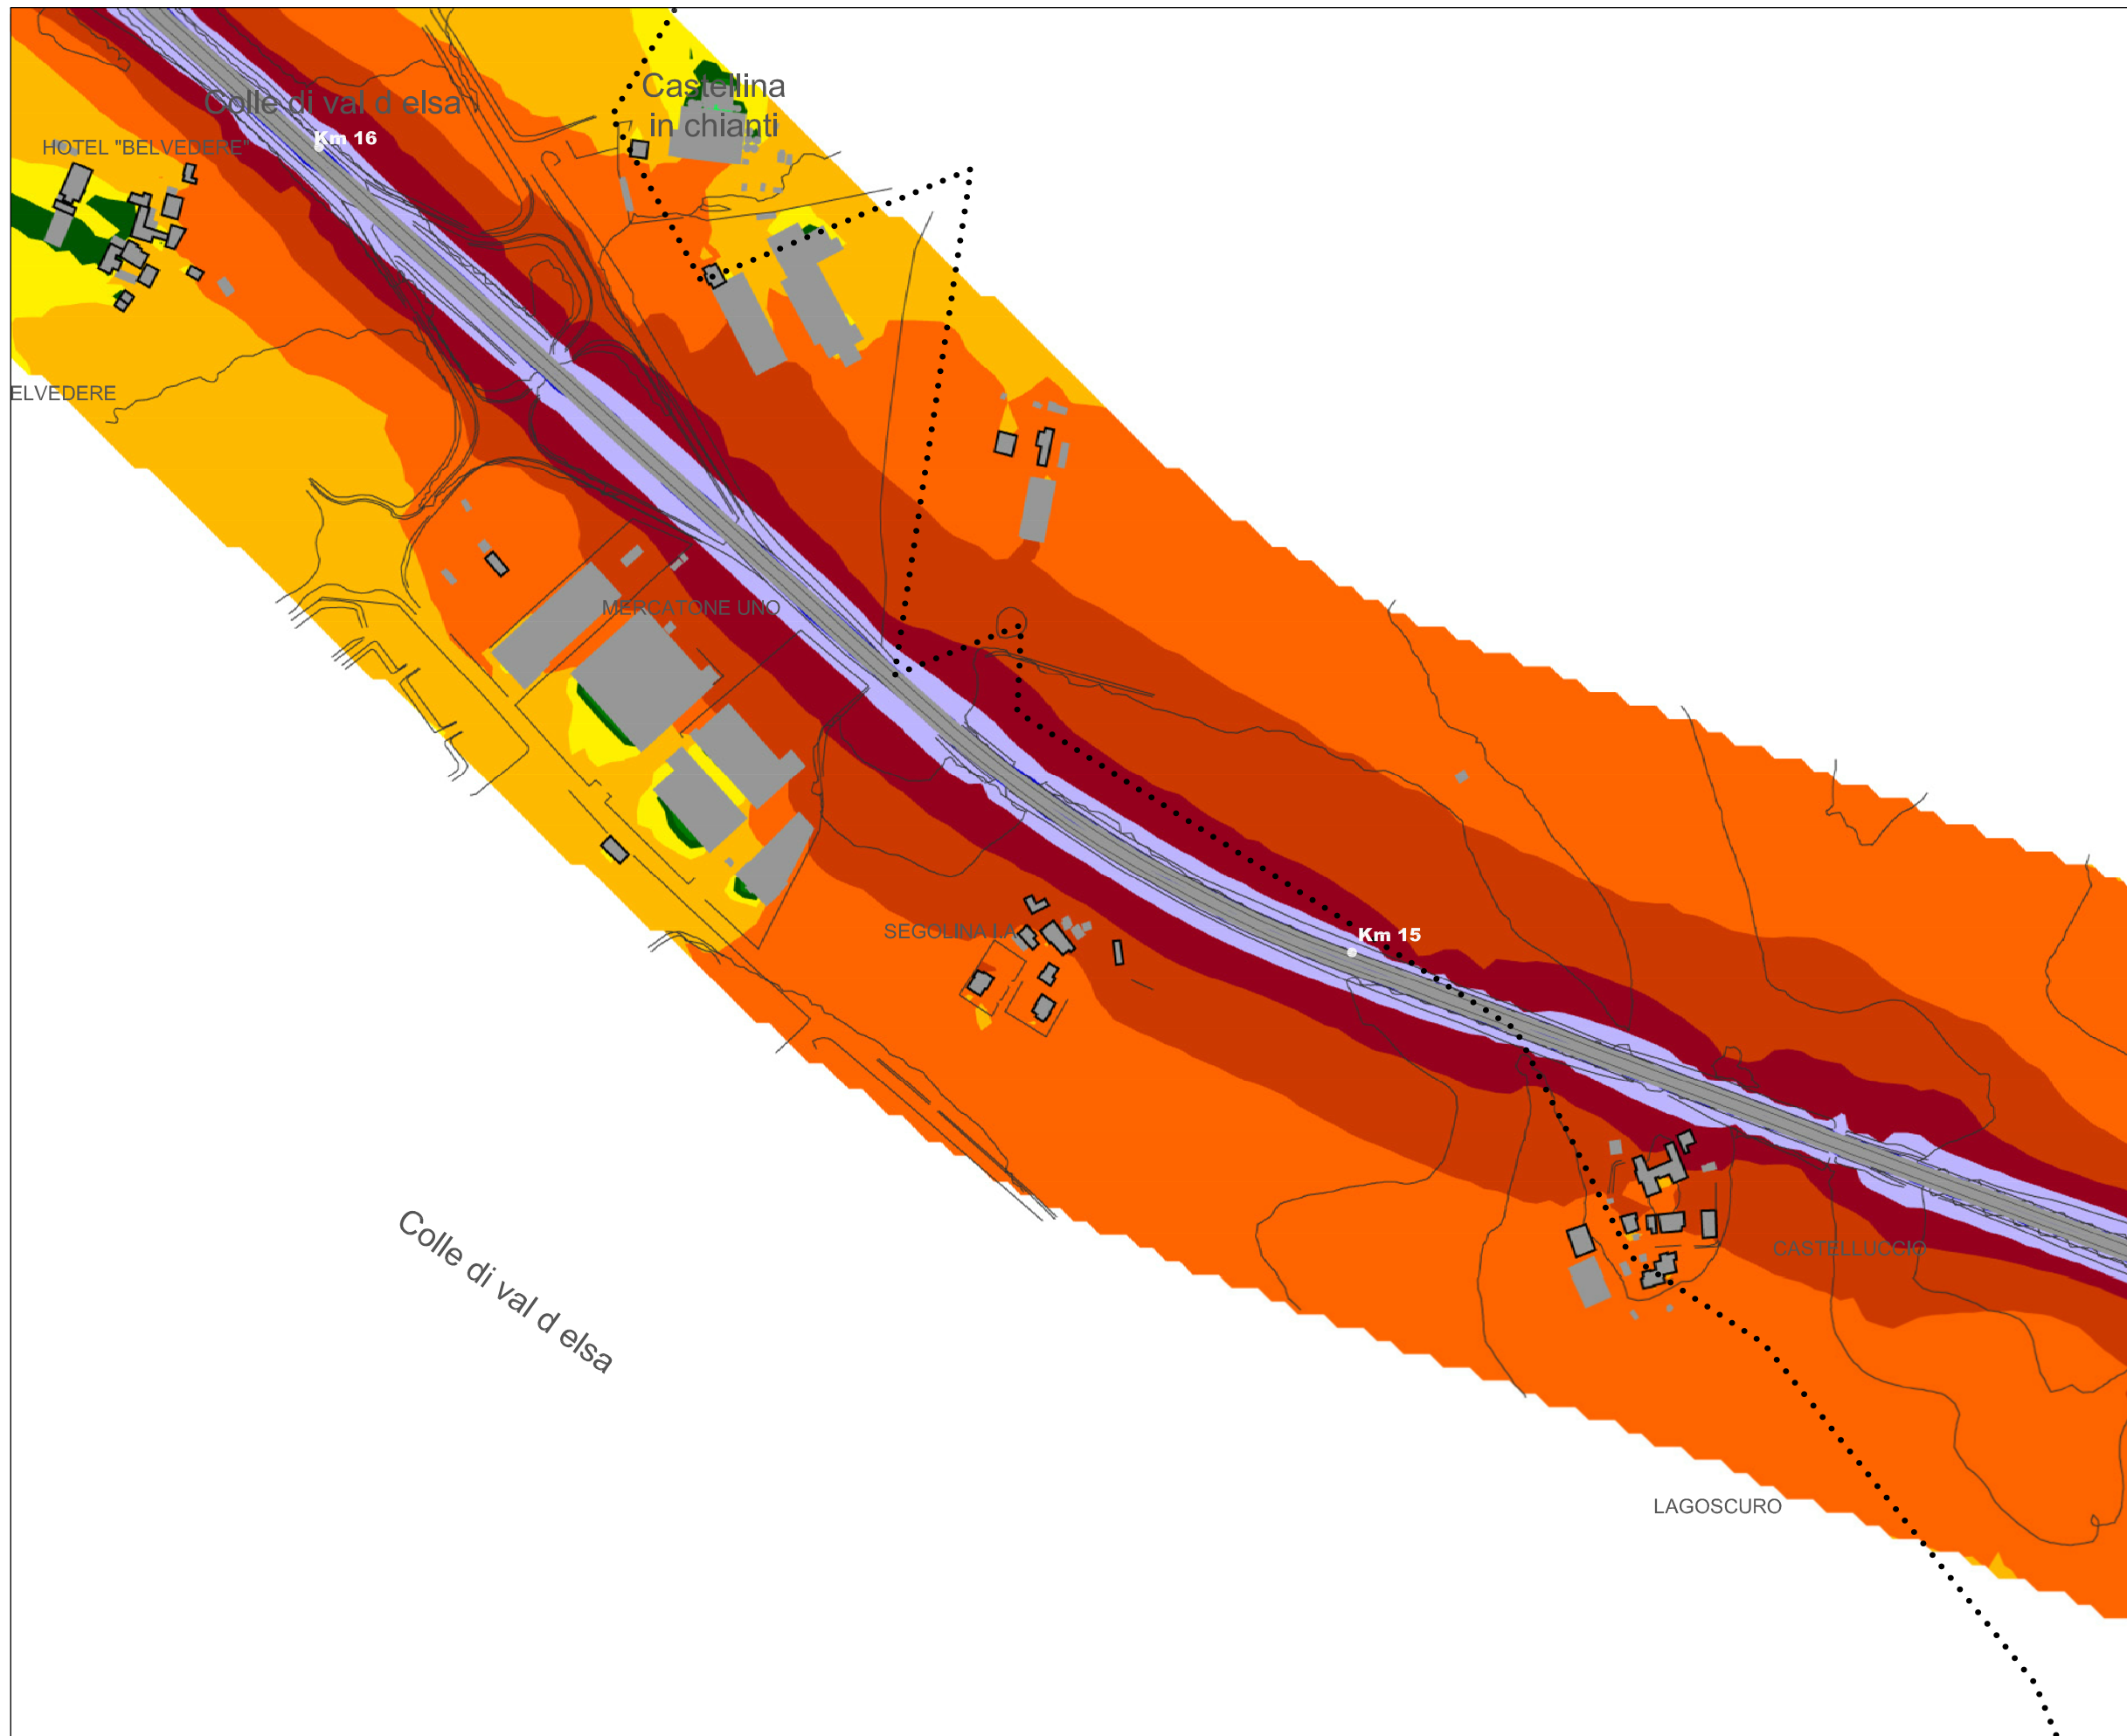 Castellina
in chianti
Colle di val d elsa
Km 16
HOTEL "BELVEDERE"
ELVEDERE
MERCATONE UNO
SEGOLINA I.A
Km 15
CASTELLUCCIO
Colle di val d elsa
LAGOSCURO